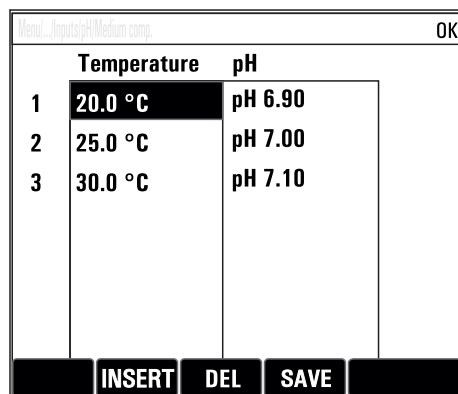 Menu/.../Inputs/pH/Medium comp. OK
Temperature pH
1 20.0 °C pH 6.90
2 25.0 °C pH 7.00
3 30.0 °C pH 7.10
INSERT DEL SAVE